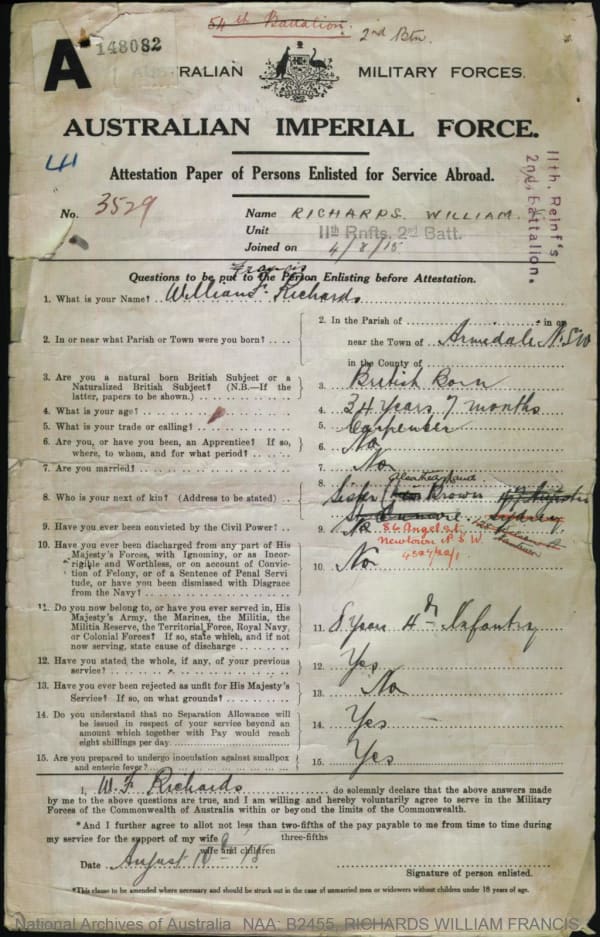 54th Battalion. 2nd Btn.
A 148082
AUSTRALIAN MILITARY FORCES.
AUSTRALIAN IMPERIAL FORCE.
41
Attestation Paper of Persons Enlisted for Service Abroad.
11th. Reinf's
2nd. Battalion.
No. 3529 Name RICHARDS. WILLIAM.
Unit 11th Rnfts, 2nd Batt.
Joined on 4/8/15
Questions to be put to the Person Enlisting before Attestation.
Francis
1. What is your Name? William F. Richards
2. In or near what Parish or Town were you born?
2. In the Parish of in or
near the Town of Armidale N.S.W
in the County of
3. Are you a natural born British Subject or a
Naturalized British Subject? (N.B.—If the
latter, papers to be shown.)
3. British Born
4. What is your age? 4. 34 Years 7 months
5. What is your trade or calling? 5. Carpenter
6. Are you, or have you been, an Apprentice? If so,
where, to whom, and for what period?
6. No
7. Are you married? 7. No
8. Who is your next of kin? (Address to be stated)
8. Sister Brown
Sydney
9. Have you ever been convicted by the Civil Power? 9. No
86 Angel St
Newtown N S W
10. Have you ever been discharged from any part of His
Majesty's Forces, with Ignominy, or as Incor-
rigible and Worthless, or on account of Convic-
tion of Felony, or of a Sentence of Penal Servi
tude, or have you been dismissed with Disgrace
from the Navy?
10. No
11. Do you now belong to, or have you ever served in, His
Majesty's Army, the Marines, the Militia, the
Militia Reserve, the Territorial Force, Royal Navy,
or Colonial Forces? If so, state which, and if not
now serving, state cause of discharge
11. 8 Years 4th Infantry
12. Have you stated the whole, if any, of your previous
service?
12. Yes
13. Have you ever been rejected as unfit for His Majesty's
Service? If so, on what grounds?
13. No
14. Do you understand that no Separation Allowance will
be issued in respect of your service beyond an
amount which together with Pay would reach
eight shillings per day
14. Yes
15. Are you prepared to undergo inoculation against smallpox
and enteric fever?
15. Yes
I, W. F. Richards do solemnly declare that the above answers made
by me to the above questions are true, and I am willing and hereby voluntarily agree to serve in the Military
Forces of the Commonwealth of Australia within or beyond the limits of the Commonwealth.
*And I further agree to allot not less than two-fifths of the pay payable to me from time to time during
three-fifths
my service for the support of my wife
wife and children
Date August 10th 15
Signature of person enlisted.
*This clause to be amended where necessary and should be struck out in the case of unmarried men or widowers without children under 18 years of age.
National Archives of Australia NAA: B2455, RICHARDS WILLIAM FRANCIS